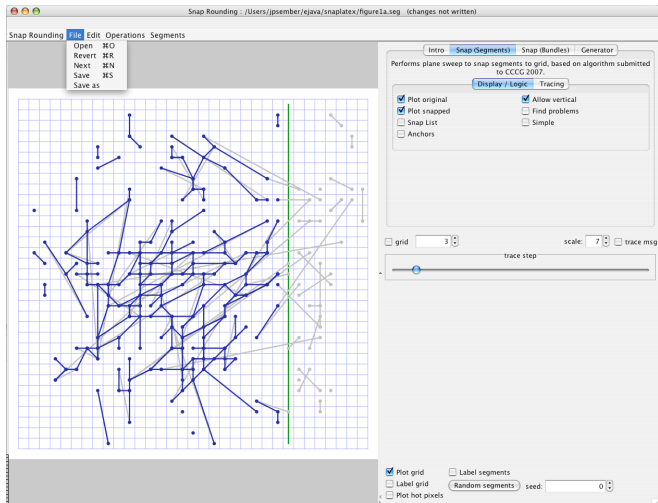 Snap Rounding : /Users/jpsember/ejava/snaplatex/figure1a.seg (changes not written)
Snap Rounding File Edit Operations Segments
Open ⌘O
Revert ⌘R
Next ⌘N
Save ⌘S
Save as
Intro Snap (Segments) Snap (Bundles) Generator
Performs plane sweep to snap segments to grid, based on algorithm submitted
to CCCG 2007.
Display / Logic Tracing
Plot original Allow vertical
Plot snapped Find problems
Snap List Simple
Anchors
grid 3 scale: 7 trace msg
trace step
Plot grid Label segments
Label grid Random segments seed: 0
Plot hot pixels